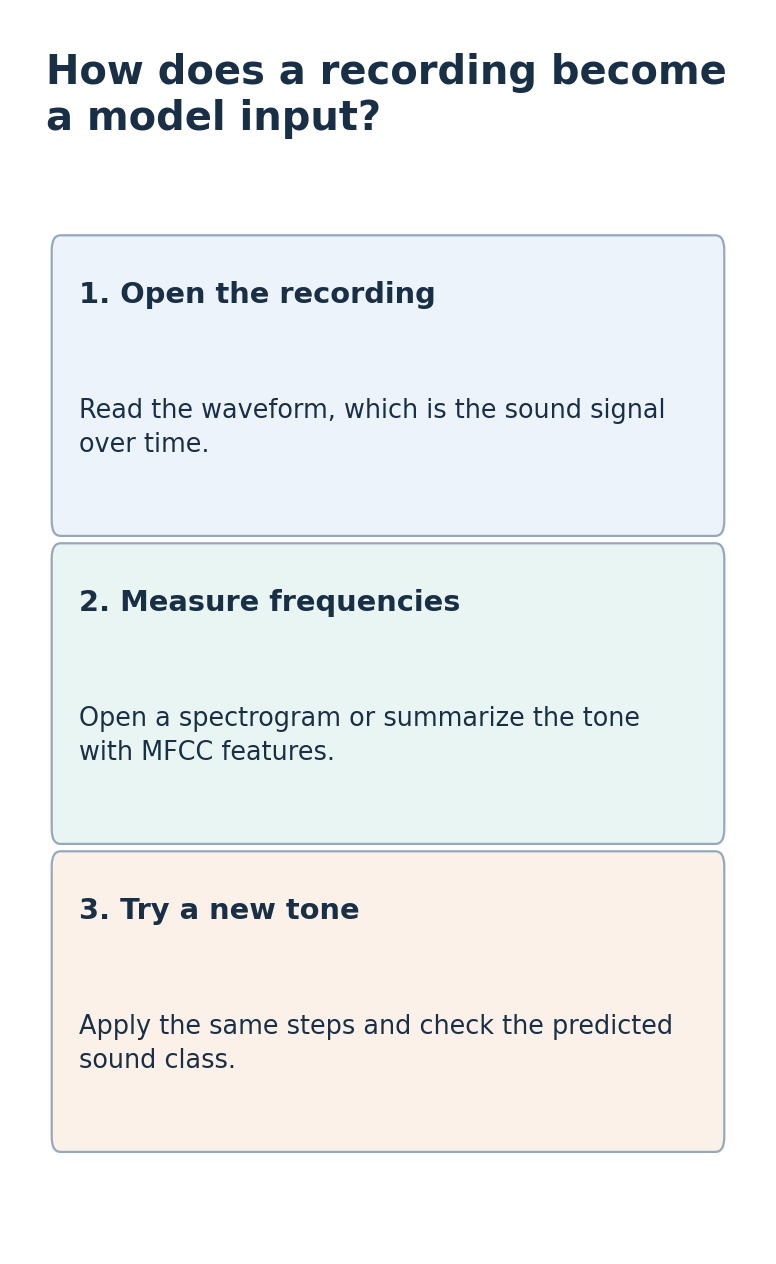 How does a recording become
a model input?
1. Open the recording
Read the waveform, which is the sound signal
over time.
2. Measure frequencies
Open a spectrogram or summarize the tone
with MFCC features.
3. Try a new tone
Apply the same steps and check the predicted
sound class.